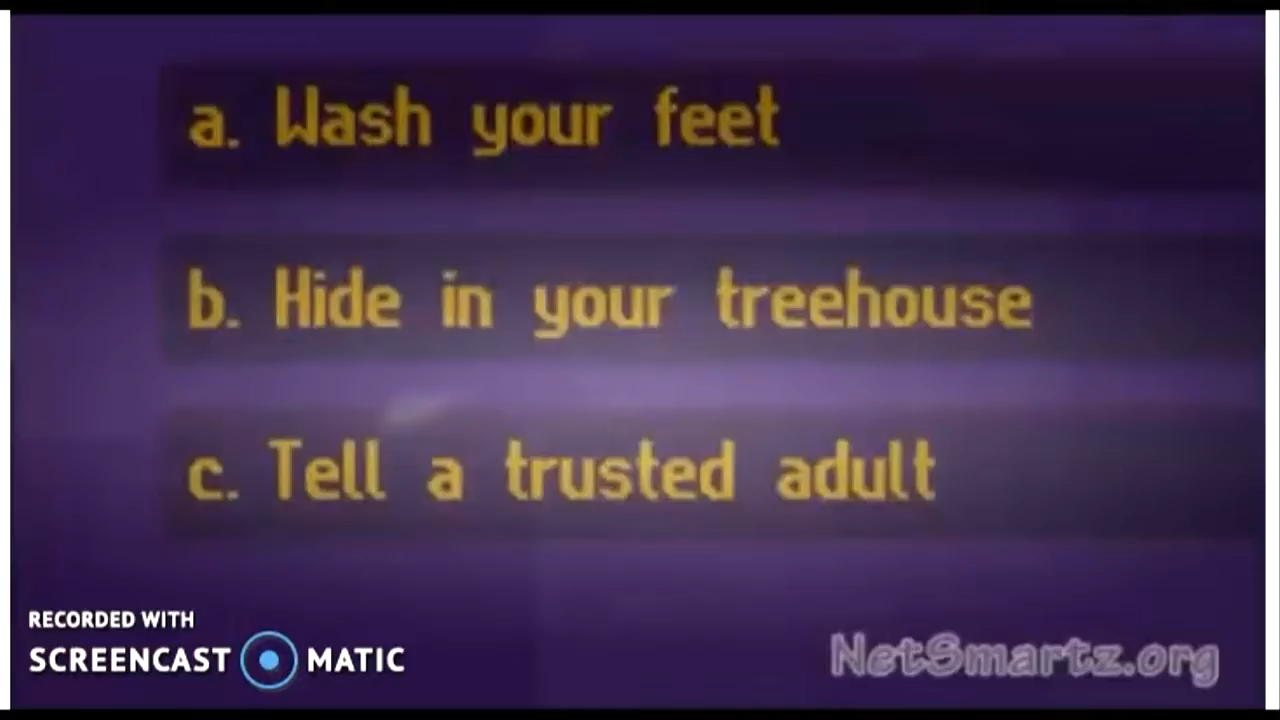 a. Wash your feet
b. Hide in your treehouse
c. Tell a trusted adult
RECORDED WITH
SCREENCAST MATIC
NetSmartz.org